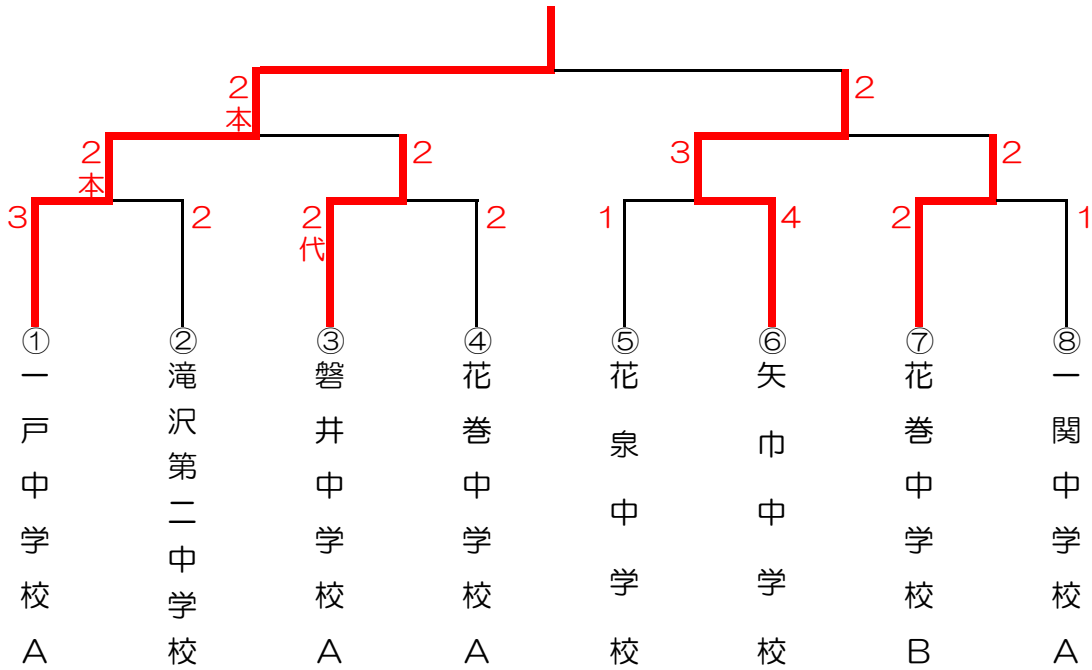 2
本
2
2
本
2
3
2
3
2
2
代
2
1
4
2
1
①一戸中学校A
②滝沢第二中学校
③磐井中学校A
④花巻中学校A
⑤花泉中学校
⑥矢巾中学校
⑦花巻中学校B
⑧一関中学校A